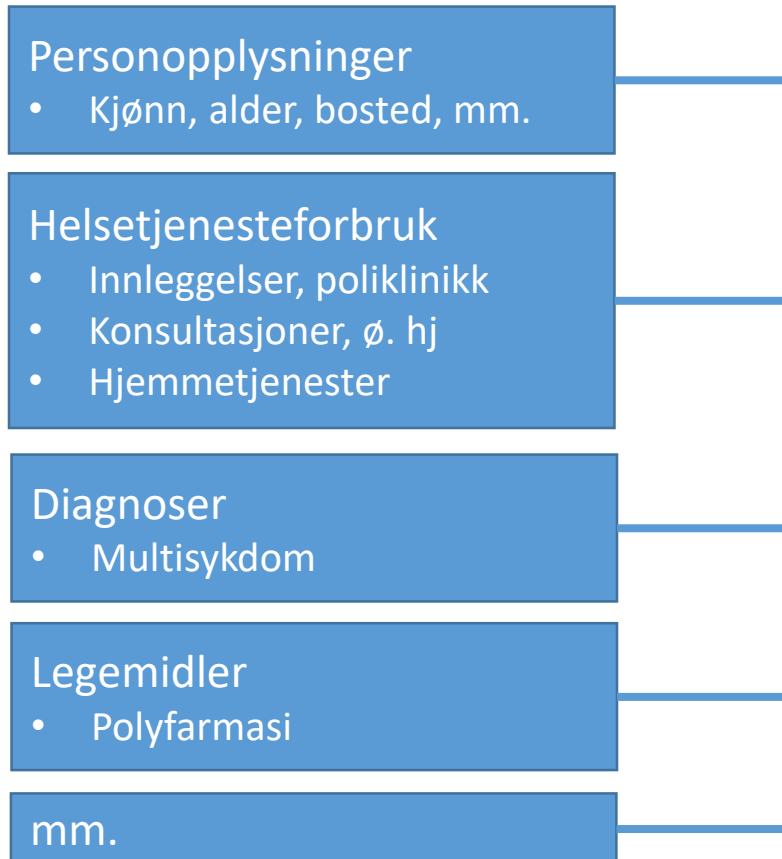 Personopplysninger
• Kjønn, alder, bosted, mm.
Helsetjenesteforbruk
• Innleggelser, poliklinikk
• Konsultasjoner, ø. hj
• Hjemmetjenester
Diagnoser
• Multisykdom
Legemidler
• Polyfarmasi
mm.